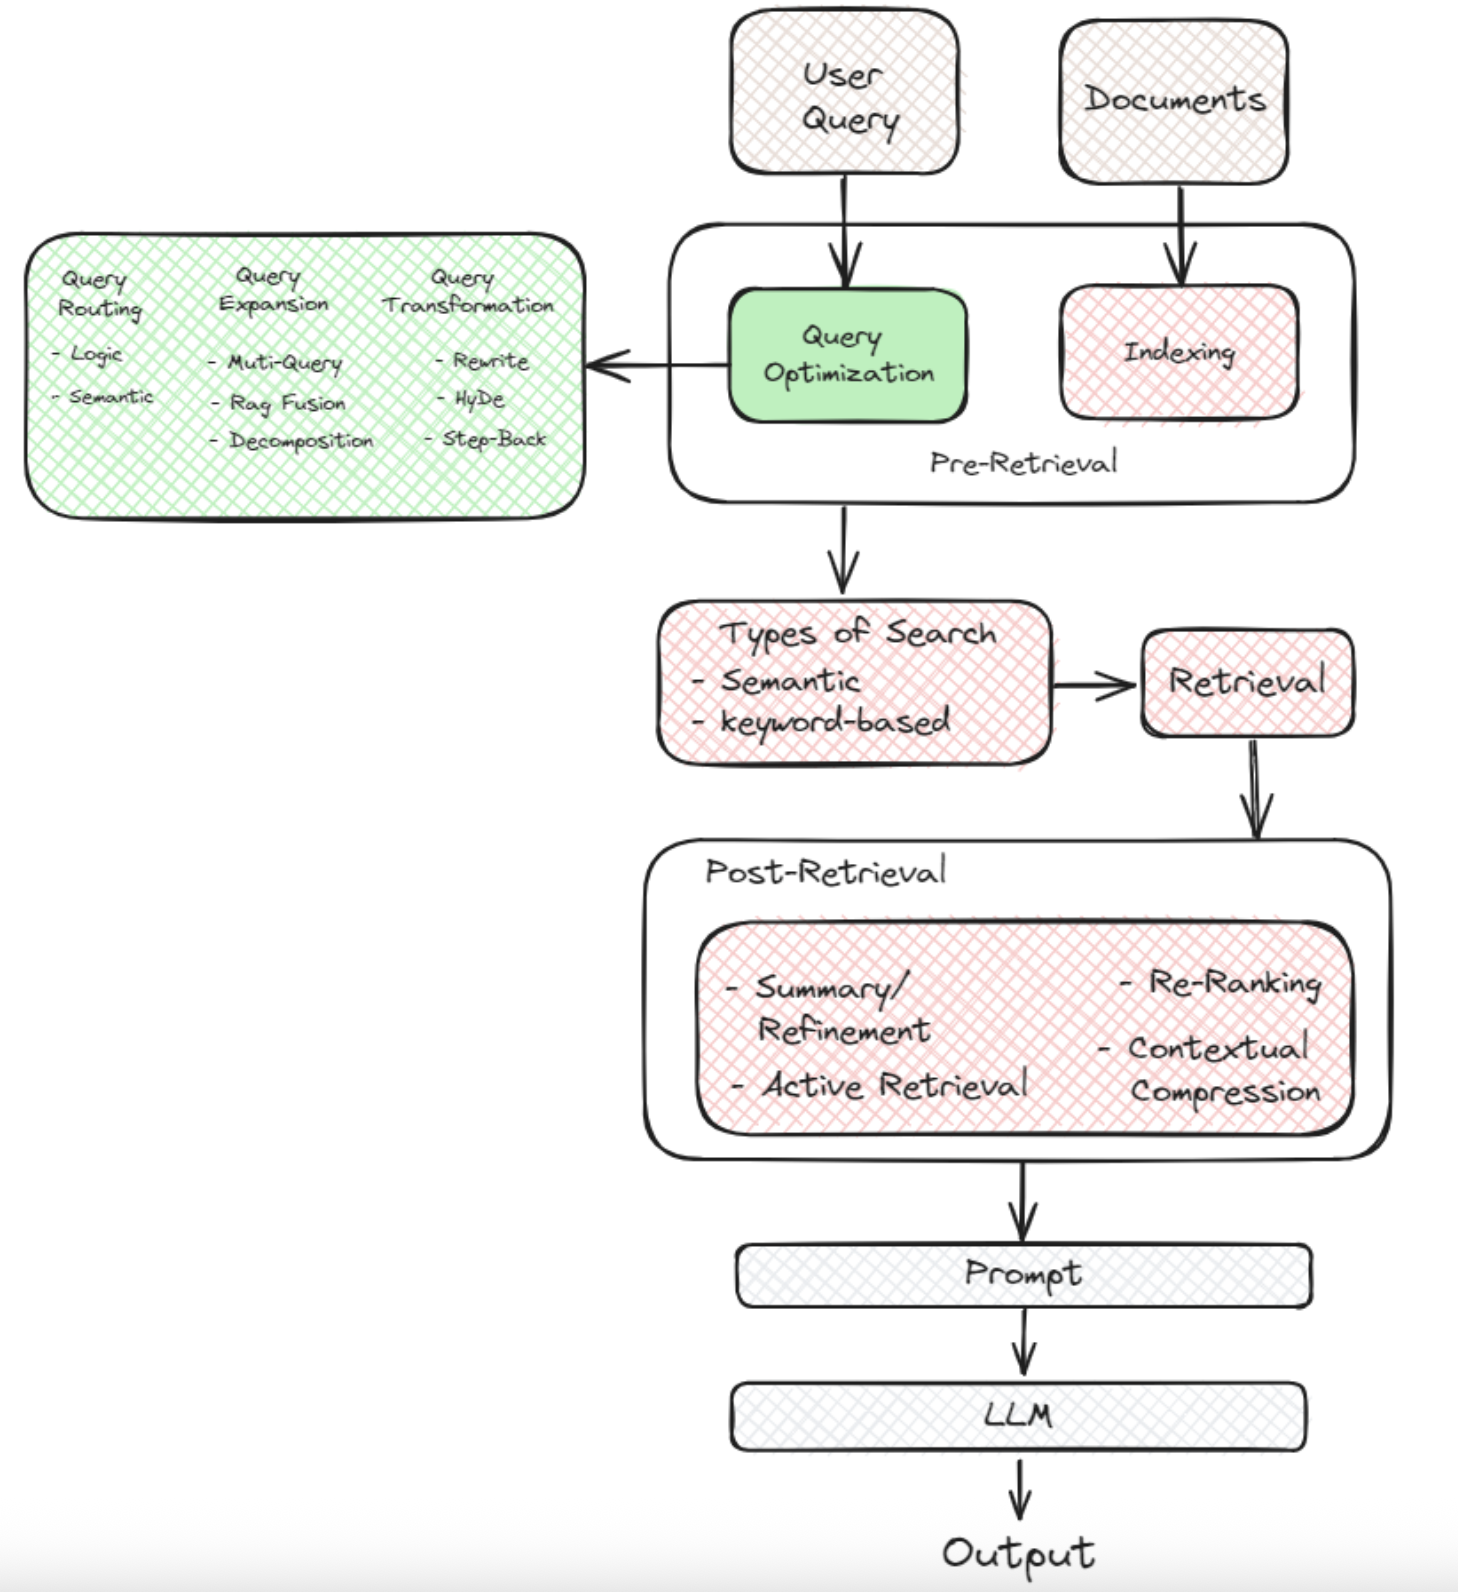 User
Query
Documents
Query
Routing
- Logic
- Semantic
Query
Expansion
- Muti-Query
- Rag Fusion
- Decomposition
Query
Transformation
- Rewrite
- HyDe
- Step-Back
Query
Optimization
Indexing
Pre-Retrieval
Types of Search
- Semantic
- keyword-based
Retrieval
Post-Retrieval
- Summary/
Refinement
- Active Retrieval
- Re-Ranking
- Contextual
Compression
Prompt
LLM
Output